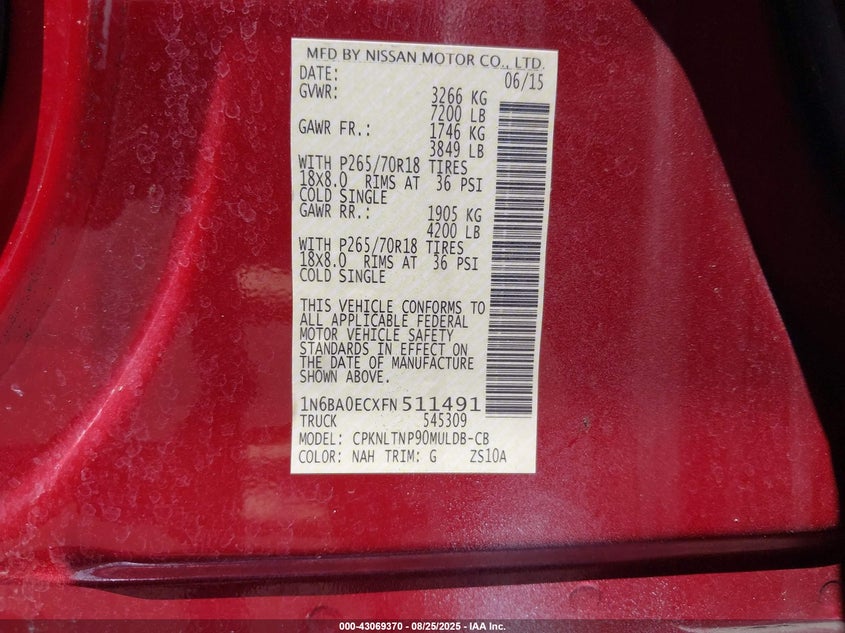 MFD BY NISSAN MOTOR CO., LTD.
DATE: 06/15
GVWR: 3266 KG
7200 LB
GAWR FR.: 1746 KG
3849 LB
WITH P265/70R18 TIRES
18X8.0 RIMS AT 36 PSI
COLD SINGLE
GAWR RR.: 1905 KG
4200 LB
WITH P265/70R18 TIRES
18X8.0 RIMS AT 36 PSI
COLD SINGLE
THIS VEHICLE CONFORMS TO
ALL APPLICABLE FEDERAL
MOTOR VEHICLE SAFETY
STANDARDS IN EFFECT ON
THE DATE OF MANUFACTURE
SHOWN ABOVE.
1N6BA0ECXFN511491
TRUCK 545309
MODEL: CPKNLTNP90MULDB-CB
COLOR: NAH TRIM: G ZS10A
000-43069370 - 08/25/2025 - IAA Inc.